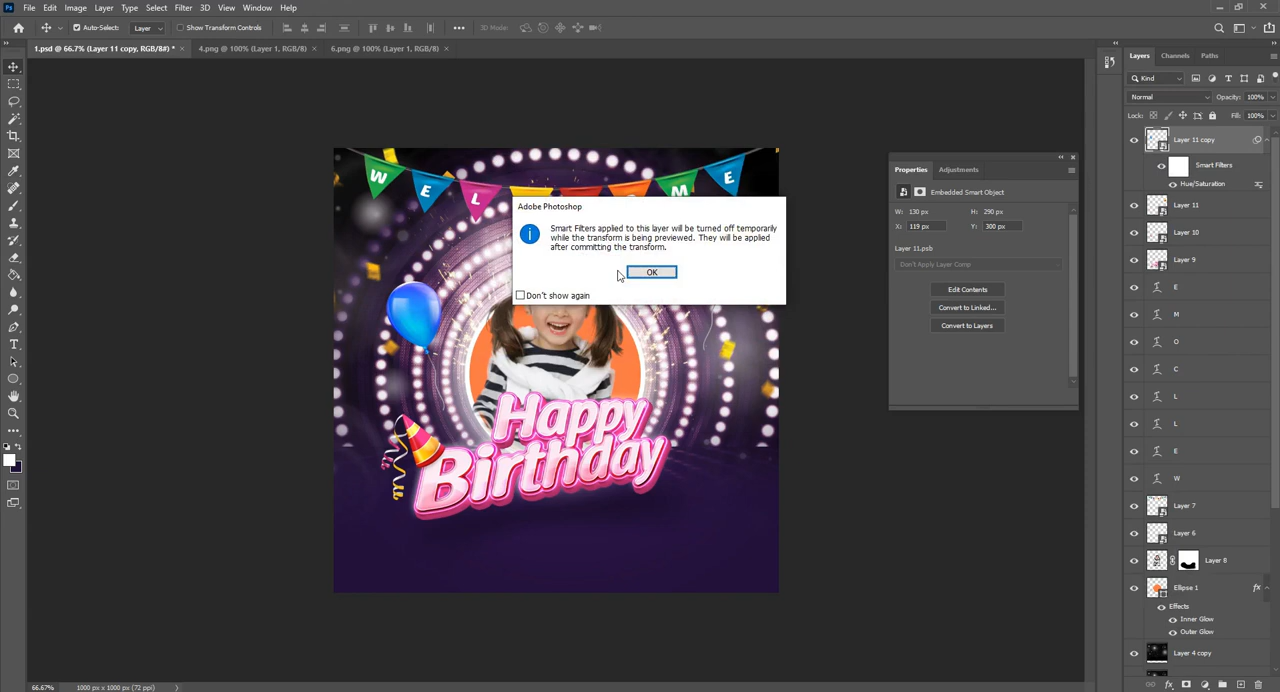 File Edit Image Layer Type Select Filter 3D View Window Help
Auto-Select: Layer Show Transform Controls 3D Mode:
1.psd @ 66.7% (Layer 11 copy, RGB/8#) * × 4.png @ 100% (Layer 1, RGB/8) × 6.png @ 100% (Layer 1, RGB/8) ×
Layers Channels Paths
Kind
Normal Opacity: 100%
Lock: Fill: 100%
Layer 11 copy
Smart Filters
Hue/Saturation
Layer 11
Layer 10
Layer 9
E
M
O
C
L
L
E
W
Layer 7
Layer 6
Layer 8
Ellipse 1 fx
Effects
Inner Glow
Outer Glow
Layer 4 copy
Properties Adjustments
Embedded Smart Object
W: 130 px H: 290 px
X: 119 px Y: 300 px
Layer 11.psb
Don't Apply Layer Comp
Edit Contents
Convert to Linked...
Convert to Layers
W E L M E
Adobe Photoshop
Smart Filters applied to this layer will be turned off temporarily
while the transform is being previewed. They will be applied
after committing the transform.
OK
Don't show again
Happy
Birthday
66.67% 1000 px x 1000 px (72 ppi)